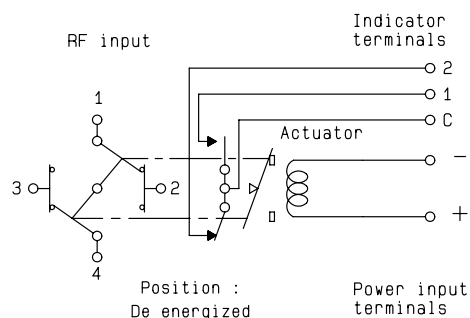 Indicator
terminals
RF input
2
1
C
1
Actuator
3
2
-
+
4
Position :
De energized
Power input
terminals